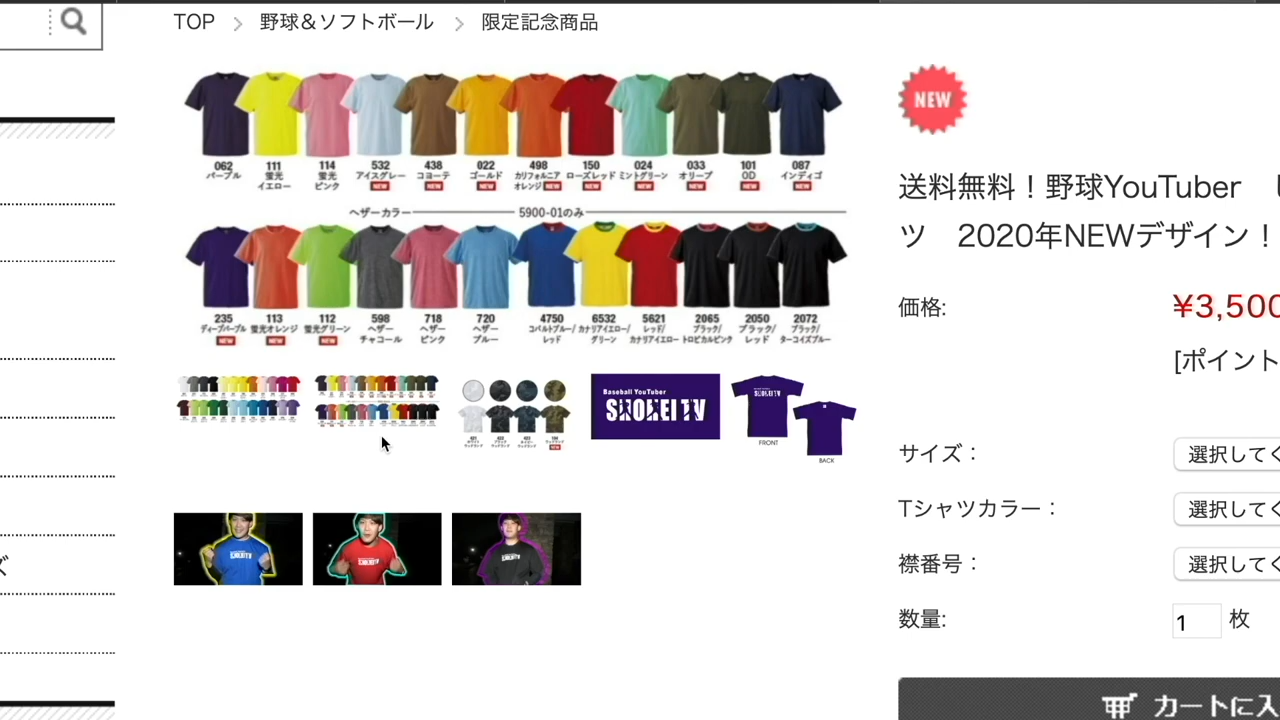 TOP > 野球&ソフトボール > 限定記念商品
NEW
062 111 114 532 438 022 498 150 024 033 101 087
パープル 蛍光イエロー 蛍光ピンク アイスグレー コヨーテ ゴールド カリフォルニアオレンジ ローズレッド ミントグリーン オリーブ OD インディゴ
NEW NEW NEW NEW NEW NEW NEW NEW NEW
ヘザーカラー 5900-01のみ
235 113 112 598 718 720 4750 6532 5621 2065 2050 2072
ディープパープル 蛍光オレンジ 蛍光グリーン ヘザーチャコール ヘザーピンク ヘザーブルー コバルトブルー/レッド カナリアイエロー/グリーン レッド/カナリアイエロー ブラック/トロピカルピンク ブラック/レッド ブラック/ターコイズブルー
NEW NEW NEW
Baseball YouTuber
SHOHEI TV
FRONT
BACK
送料無料！野球YouTuber
ツ 2020年NEWデザイン！
価格: ¥3,500
[ポイント
サイズ： 選択してく
Tシャツカラー： 選択してく
襟番号： 選択してく
数量: 1 枚
カートに入
ズ